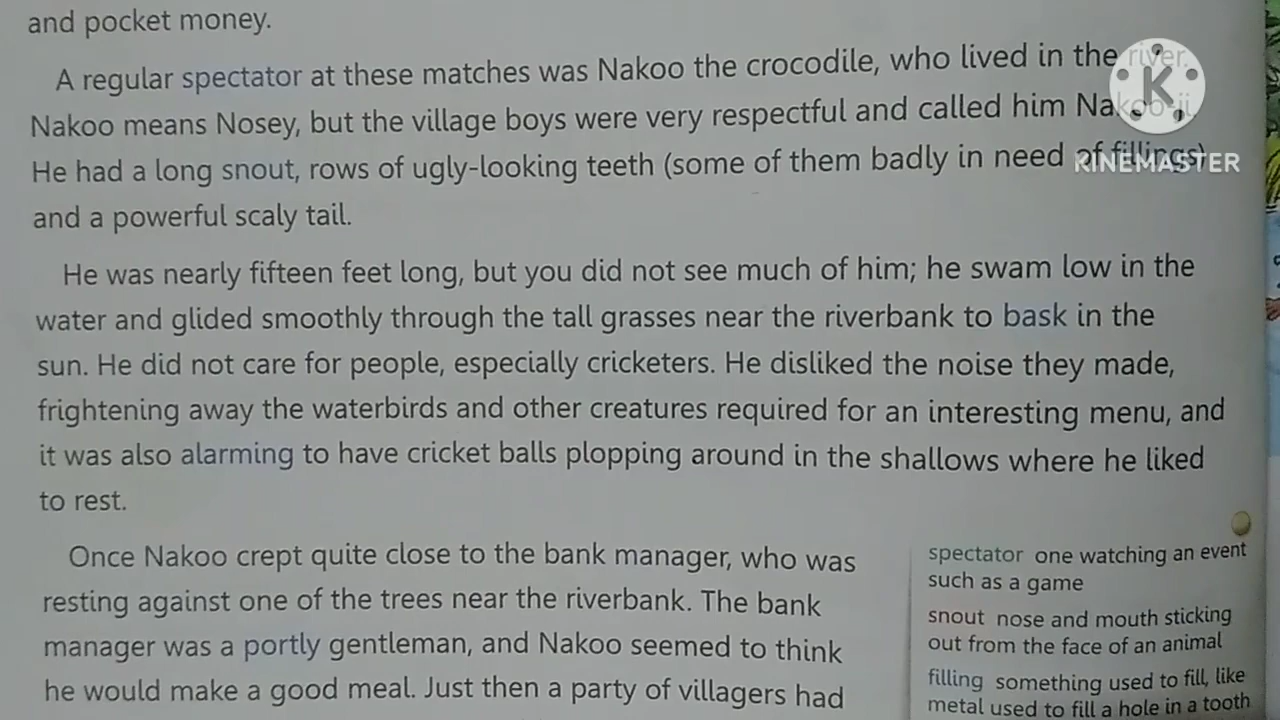 and pocket money.
A regular spectator at these matches was Nakoo the crocodile, who lived in the river.
Nakoo means Nosey, but the village boys were very respectful and called him Nakoo-ji.
He had a long snout, rows of ugly-looking teeth (some of them badly in need of fillings)
and a powerful scaly tail.
He was nearly fifteen feet long, but you did not see much of him; he swam low in the
water and glided smoothly through the tall grasses near the riverbank to bask in the
sun. He did not care for people, especially cricketers. He disliked the noise they made,
frightening away the waterbirds and other creatures required for an interesting menu, and
it was also alarming to have cricket balls plopping around in the shallows where he liked
to rest.
Once Nakoo crept quite close to the bank manager, who was
resting against one of the trees near the riverbank. The bank
manager was a portly gentleman, and Nakoo seemed to think
he would make a good meal. Just then a party of villagers had
spectator one watching an event
such as a game
snout nose and mouth sticking
out from the face of an animal
filling something used to fill, like
metal used to fill a hole in a tooth
K
KINEMASTER